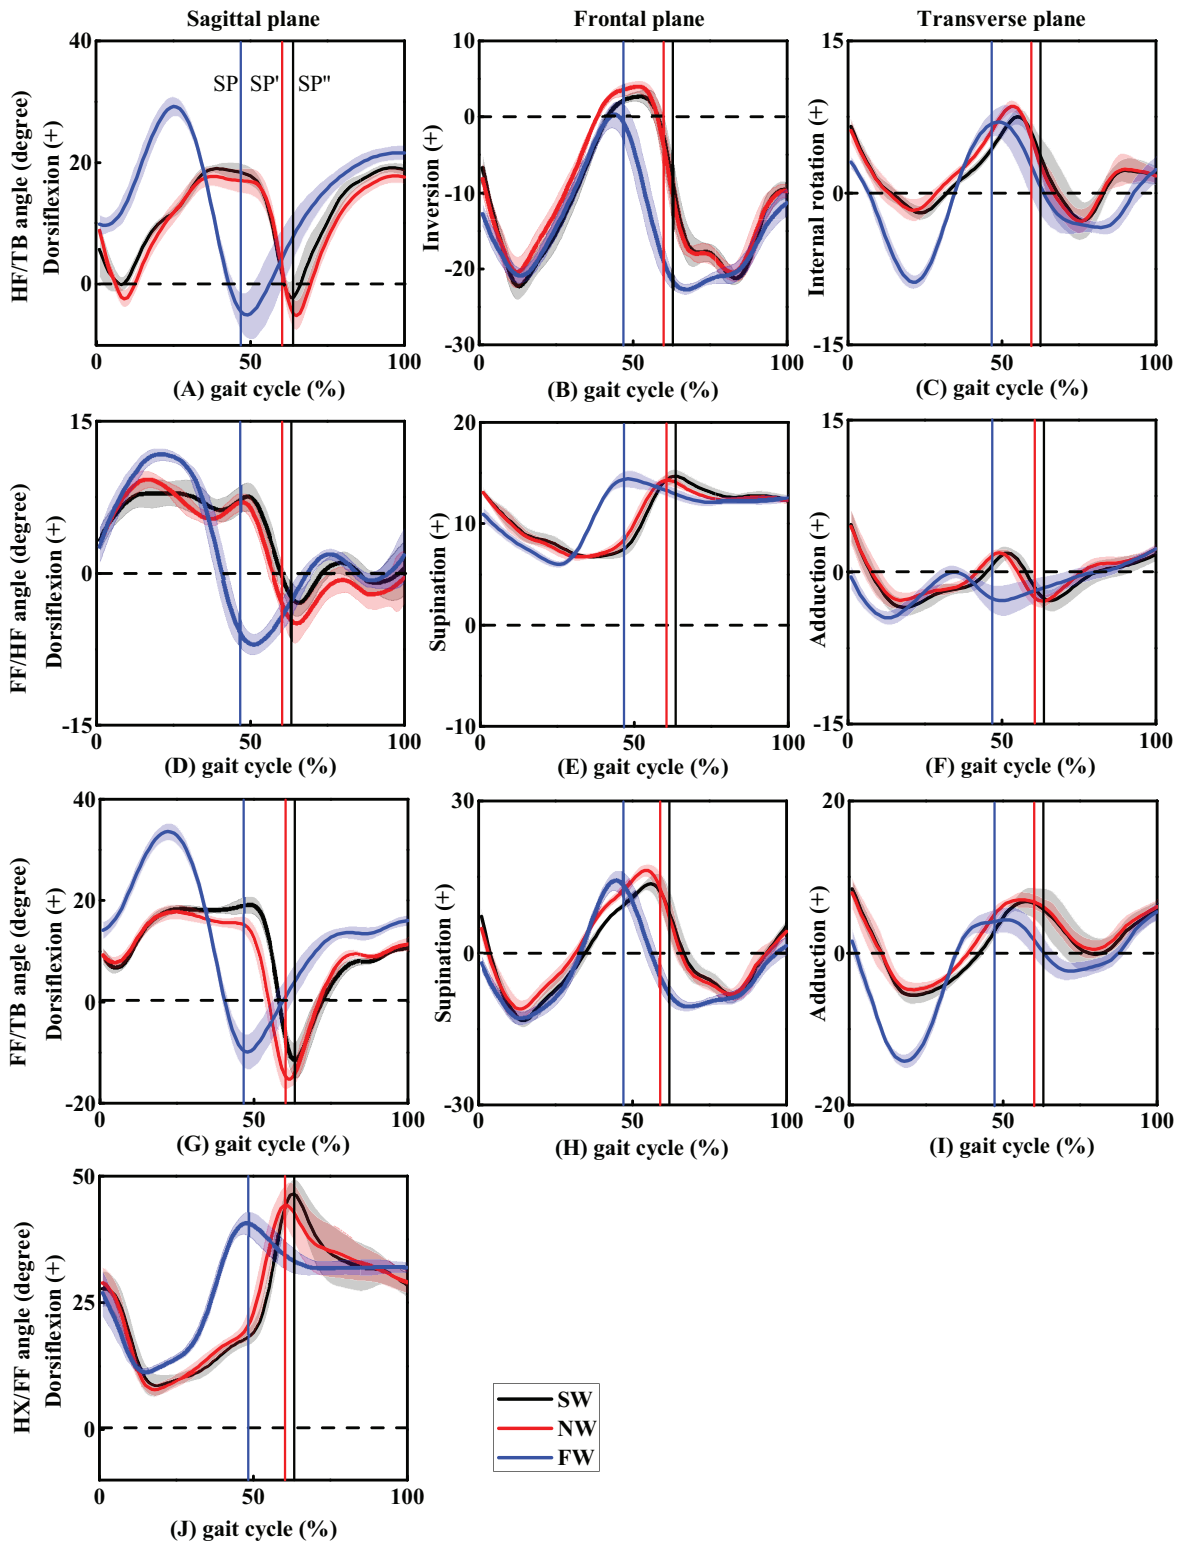 Sagittal plane
Frontal plane
Transverse plane
HF/TB angle (degree)
Dorsiflexion (+)
40
20
0
SP
SP'
SP''
0
50
100
(A) gait cycle (%)
Inversion (+)
10
0
-10
-20
-30
0
50
100
(B) gait cycle (%)
Internal rotation (+)
15
0
-15
0
50
100
(C) gait cycle (%)
FF/HF angle (degree)
Dorsiflexion (+)
15
0
-15
0
50
100
(D) gait cycle (%)
Supination (+)
20
10
0
-10
0
50
100
(E) gait cycle (%)
Adduction (+)
15
0
-15
0
50
100
(F) gait cycle (%)
FF/TB angle (degree)
Dorsiflexion (+)
40
20
0
-20
0
50
100
(G) gait cycle (%)
Supination (+)
30
0
-30
0
50
100
(H) gait cycle (%)
Adduction (+)
20
0
-20
0
50
100
(I) gait cycle (%)
HX/FF angle (degree)
Dorsiflexion (+)
50
25
0
0
50
100
(J) gait cycle (%)
SW
NW
FW